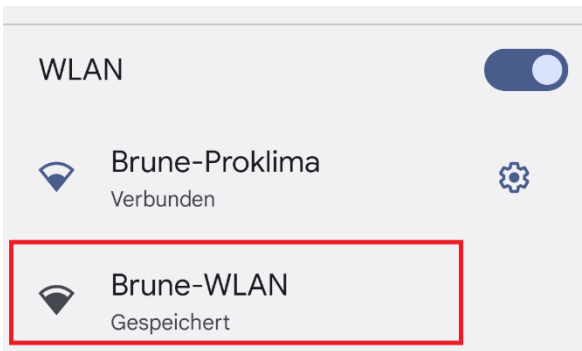 WLAN
Brune-Proklima
Verbunden
Brune-WLAN
Gespeichert